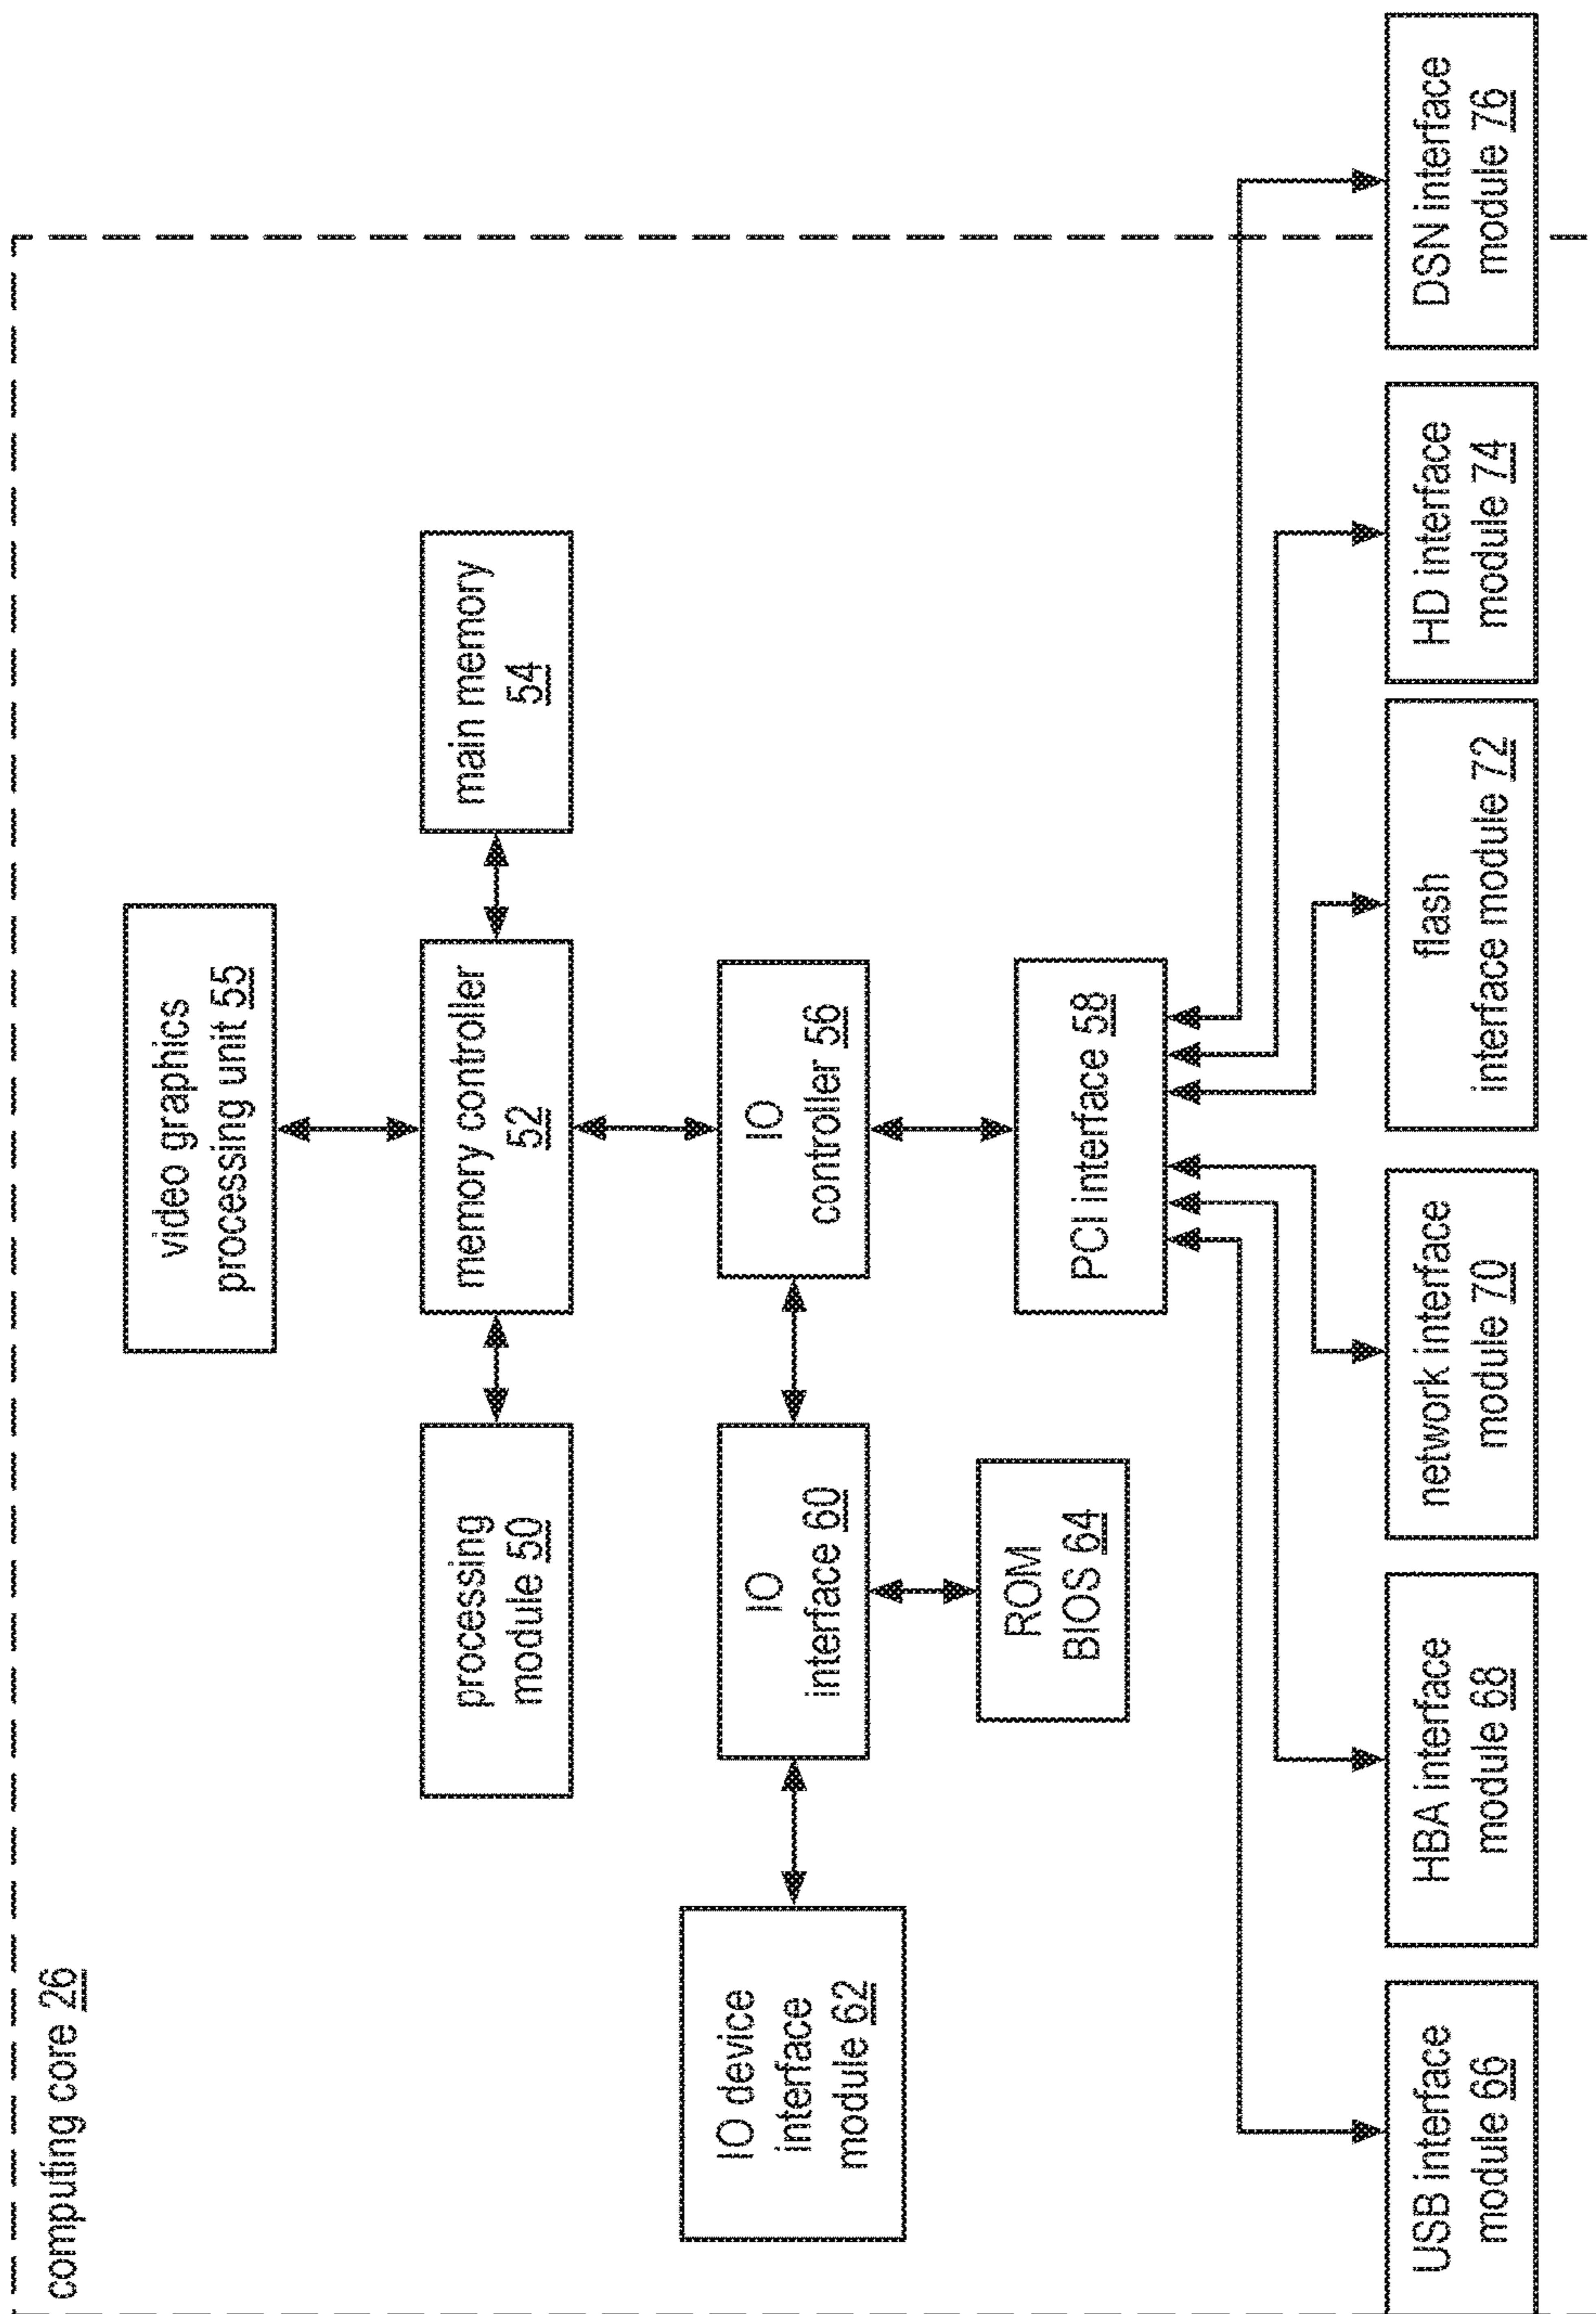 computing core 26
video graphics
processing unit 55
processing
module 50
memory controller
52
main memory
54
IO device
interface
module 62
IO
interface 60
IO
controller 56
ROM
BIOS 64
PCI interface 58
USB interface
module 66
HBA interface
module 68
network interface
module 70
flash
interface module 72
HD interface
module 74
DSN interface
module 76